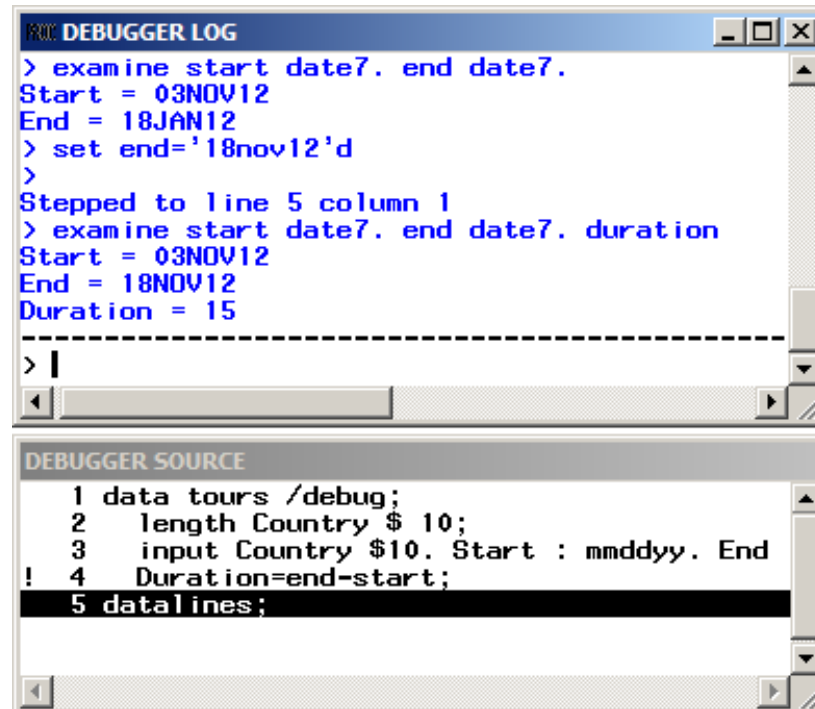 DEBUGGER LOG
> examine start date7. end date7.
Start = 03NOV12
End = 18JAN12
> set end='18nov12'd
>
Stepped to line 5 column 1
> examine start date7. end date7. duration
Start = 03NOV12
End = 18NOV12
Duration = 15
>
DEBUGGER SOURCE
1 data tours /debug;
2 length Country $ 10;
3 input Country $10. Start : mmddyy. End
! 4 Duration=end-start;
5 datalines;